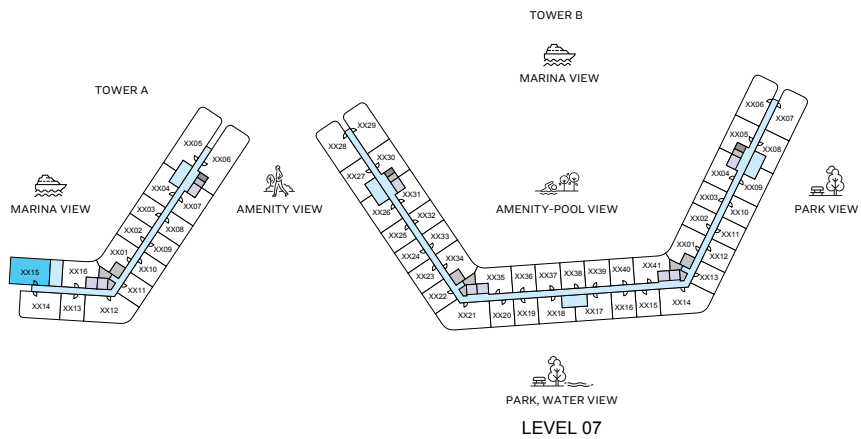 TOWER B
MARINA VIEW
TOWER A
MARINA VIEW
AMENITY VIEW
AMENITY-POOL VIEW
PARK VIEW
XX05
XX06
XX04
XX07
XX03
XX08
XX02
XX09
XX01
XX10
XX16
XX11
XX15
XX14
XX13
XX12
XX29
XX28
XX30
XX27
XX31
XX26
XX32
XX25
XX33
XX24
XX34
XX23
XX22
XX35
XX36
XX37
XX38
XX39
XX40
XX41
XX21
XX20
XX19
XX18
XX17
XX16
XX15
XX14
XX06
XX07
XX05
XX08
XX04
XX09
XX03
XX10
XX02
XX11
XX01
XX12
XX13
PARK, WATER VIEW
LEVEL 07